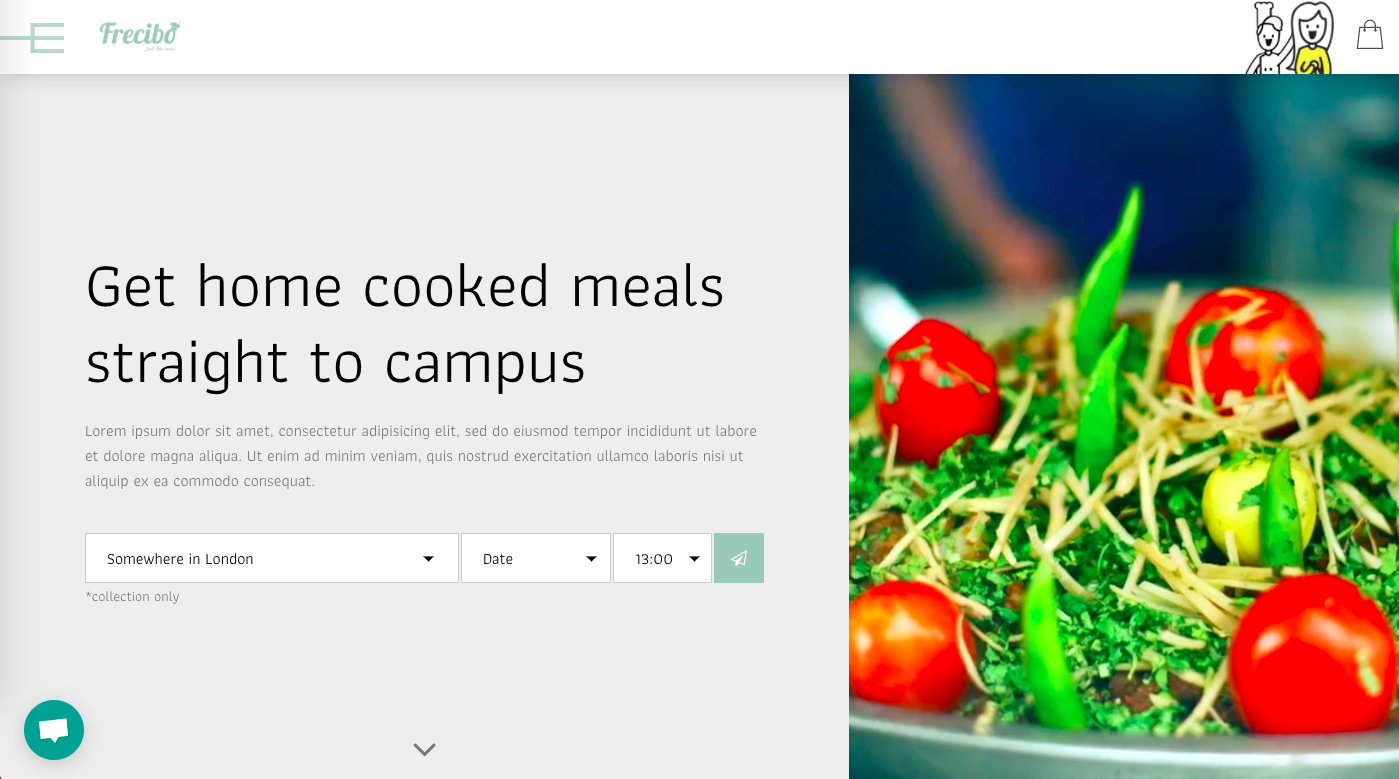 Frecibo
Get home cooked meals
straight to campus
Lorem ipsum dolor sit amet, consectetur adipisicing elit, sed do eiusmod tempor incididunt ut labore
et dolore magna aliqua. Ut enim ad minim veniam, quis nostrud exercitation ullamco laboris nisi ut
aliquip ex ea commodo consequat.
Somewhere in London Date 13:00
*collection only